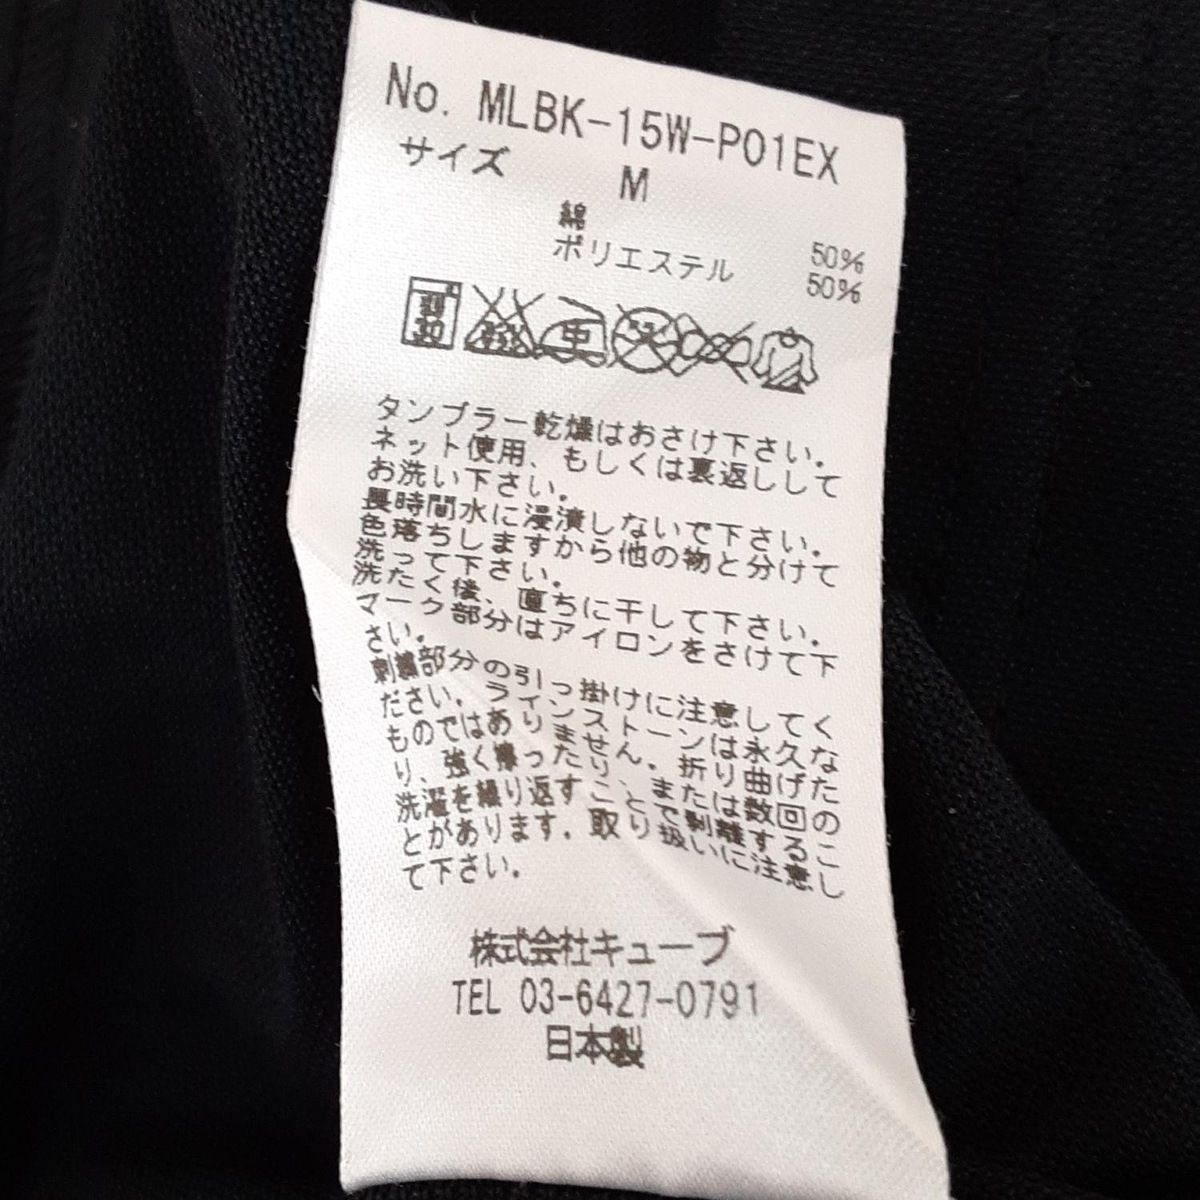 No. MLBK-15W-P01EX
サイズ M
綿 50%
ポリエステル 50%
30
中
タンブラー乾燥はおさけ下さい。
ネット使用、もしくは裏返しして
お洗い下さい。
長時間水に浸漬しないで下さい。
色落ちしますから他の物と分けて
洗って下さい。
洗たく後、直ちに干して下さい。
マーク部分はアイロンをさけて下
さい。
刺繍部分の引っ掛けに注意してく
ださい。ラインストーンは永久な
ものではありません。折り曲げた
り、強く擦ったり、または数回の
洗濯を繰り返すことで剥離するこ
とがあります。取り扱いに注意し
て下さい。
株式会社キューブ
TEL 03-6427-0791
日本製